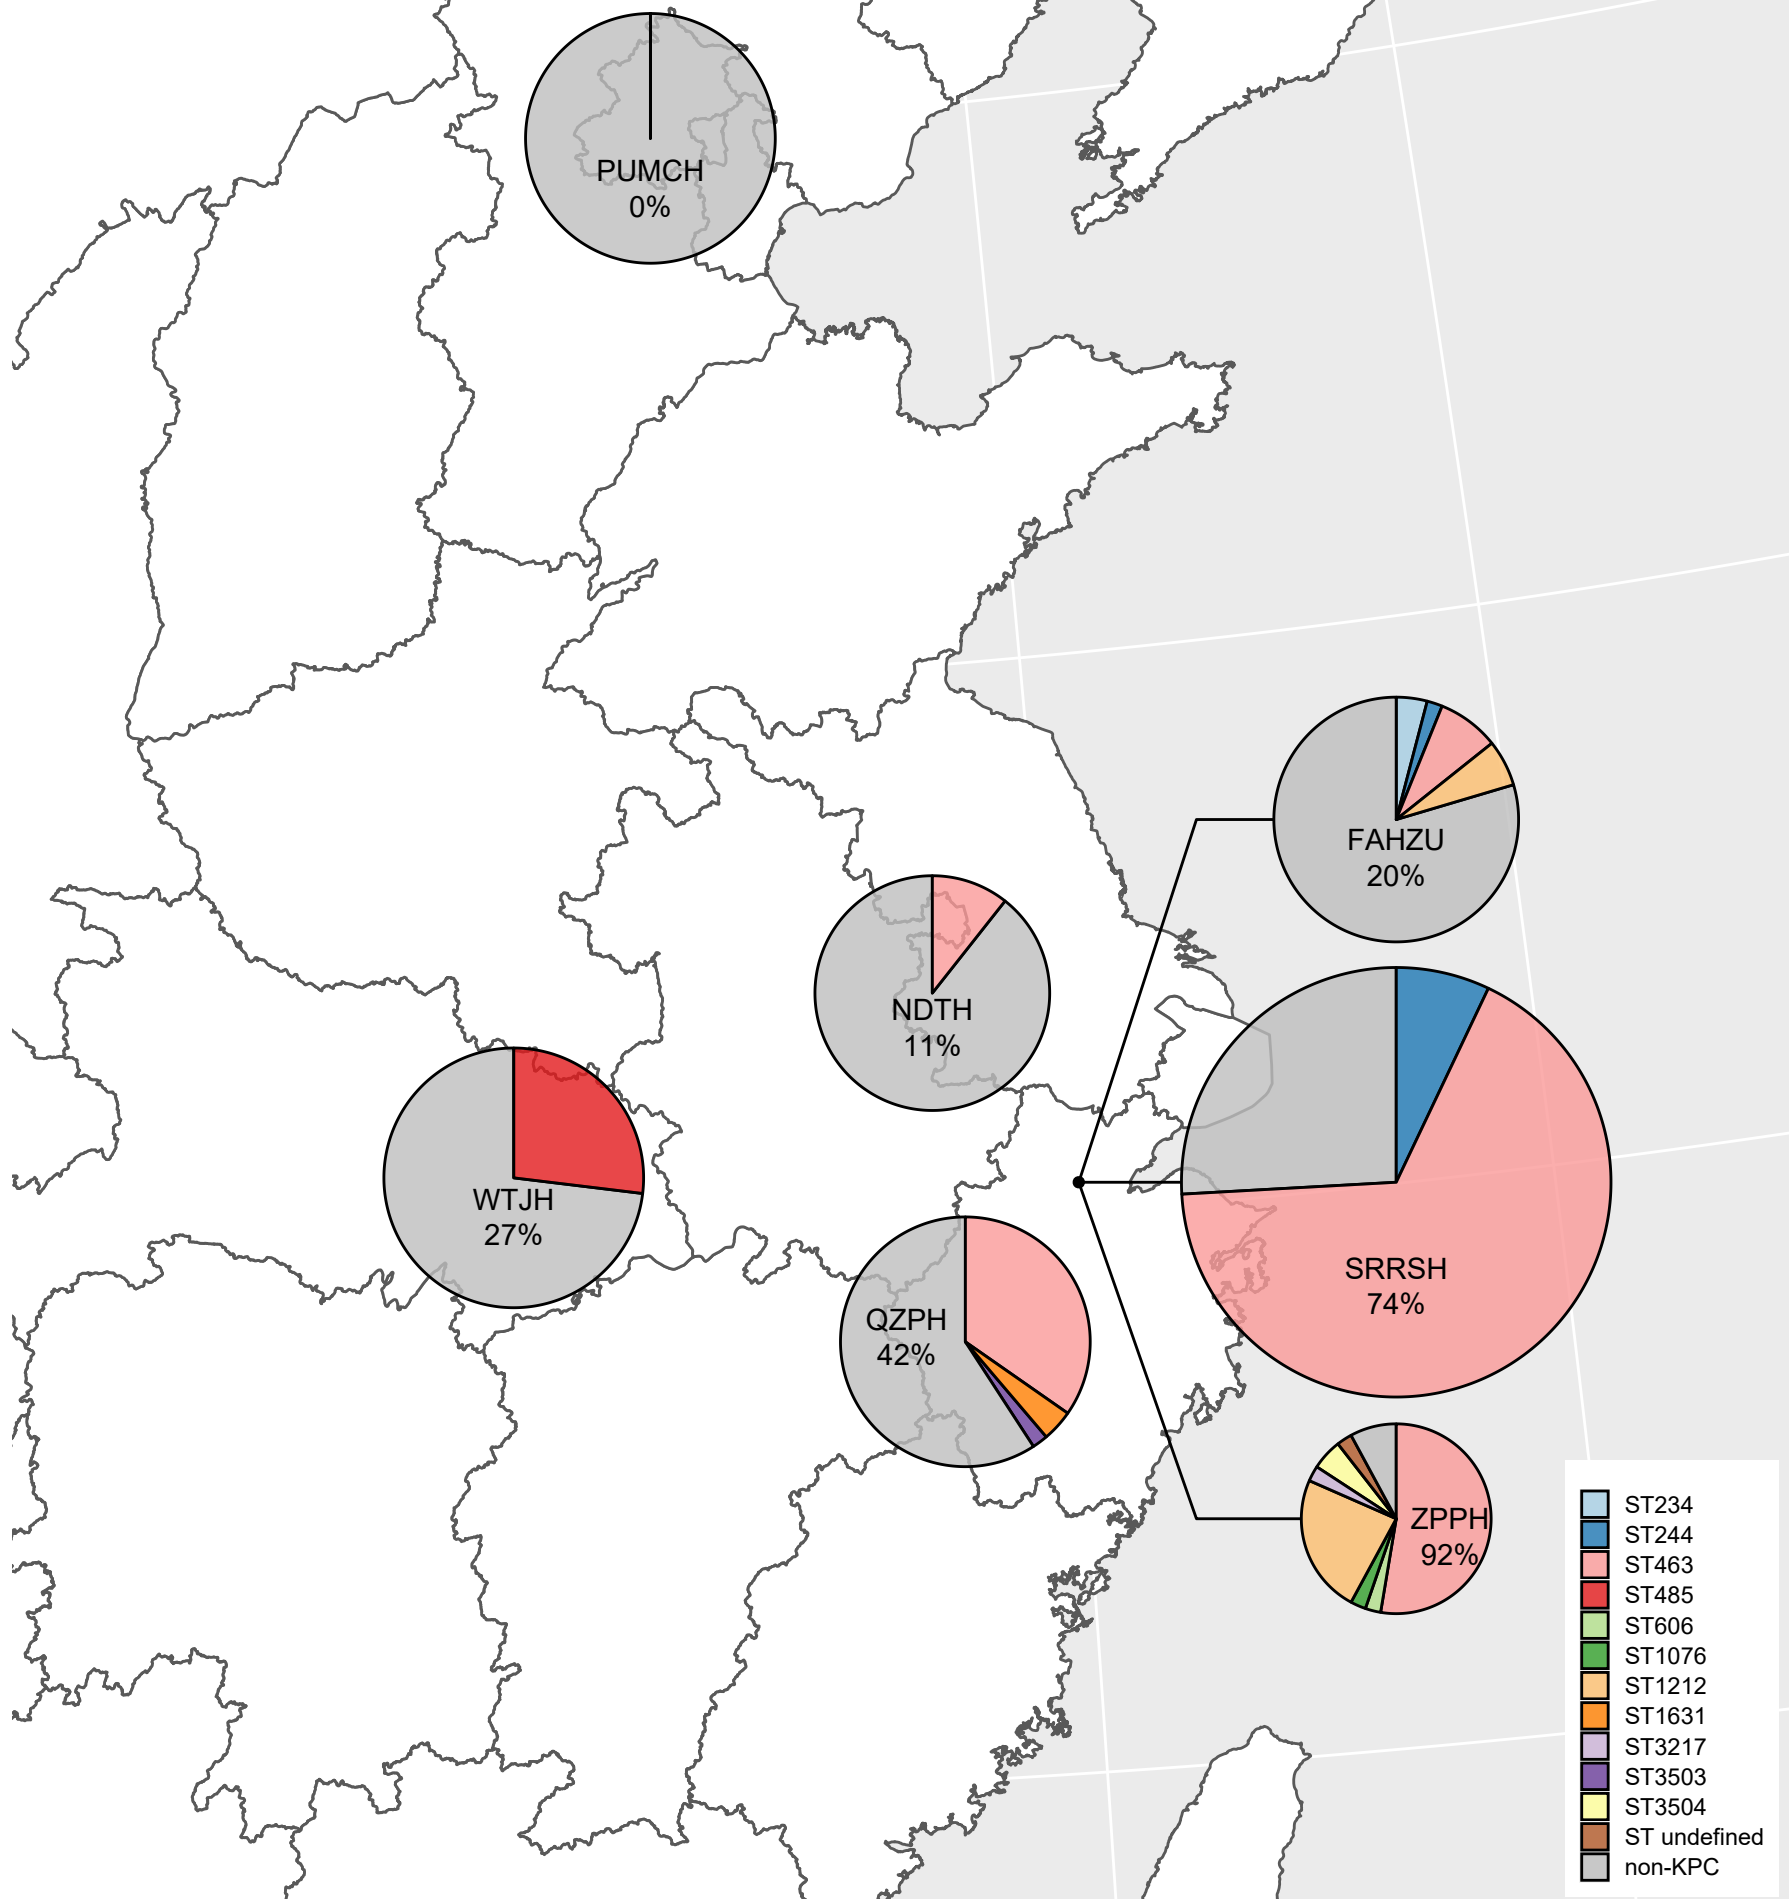 PUMCH
0%
FAHZU
20%
NDTH
11%
WTJH
27%
SRRSH
74%
QZPH
42%
ZPPH
92%
ST234
ST244
ST463
ST485
ST606
ST1076
ST1212
ST1631
ST3217
ST3503
ST3504
ST undefined
non-KPC